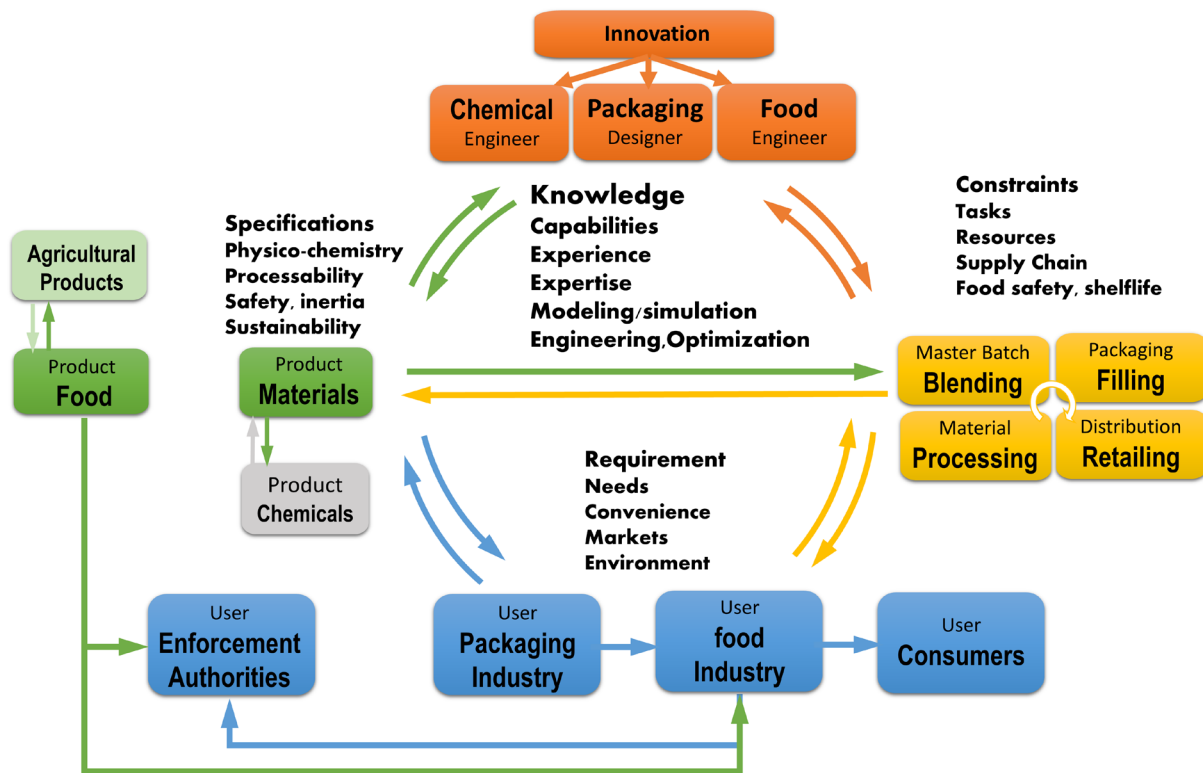 Innovation
Chemical
Engineer
Packaging
Designer
Food
Engineer
Knowledge
Capabilities
Experience
Expertise
Modeling/simulation
Engineering,Optimization
Specifications
Physico-chemistry
Processability
Safety, inertia
Sustainability
Constraints
Tasks
Resources
Supply Chain
Food safety, shelflife
Agricultural
Products
Product
Food
Product
Materials
Product
Chemicals
Master Batch
Blending
Packaging
Filling
Material
Processing
Distribution
Retailing
Requirement
Needs
Convenience
Markets
Environment
User
Enforcement
Authorities
User
Packaging
Industry
User
food
Industry
User
Consumers